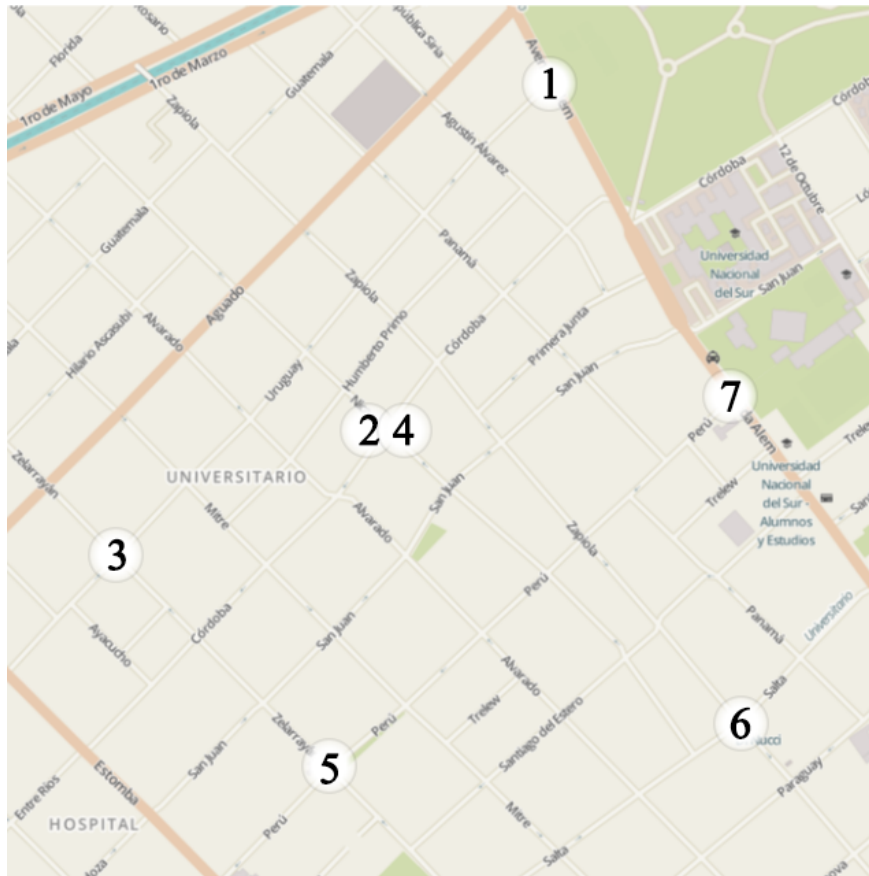 Rosario
República Siria
Florida
1ro de Mayo
1ro de Marzo
Guatemala
Zapiola
1
Agustín Álvarez
Córdoba
Córdoba
12 de Octubre
Guatemala
Panamá
Universidad
Nacional
del Sur
San Juan
Zapiola
Aguado
Hilario Ascasubi
Alvarado
Humberto Primo
Córdoba
Primera Junta
San Juan
Uruguay
2
4
7
Perú
Zelarrayán
UNIVERSITARIO
San Juan
Trelew
Universidad
Nacional
del Sur -
Alumnos
y Estudios
Mitre
Alvarado
3
Zapiola
Perú
Ayacucho
Córdoba
San Juan
Panamá
Universitario
Alvarado
Salta
Trelew
Perú
Santiago del Estero
6
5
San Juan
Estomba
Paraguay
Entre Ríos
HOSPITAL
Perú
Mitre
Salta